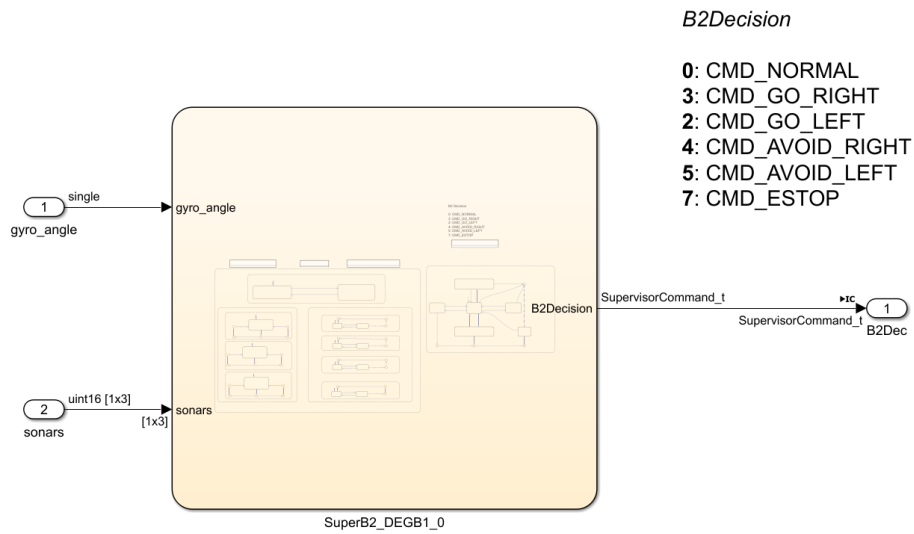 B2Decision
0: CMD_NORMAL
3: CMD_GO_RIGHT
2: CMD_GO_LEFT
4: CMD_AVOID_RIGHT
5: CMD_AVOID_LEFT
7: CMD_ESTOP
1
single
gyro_angle
gyro_angle
B2Decision
SupervisorCommand_t
IC
SupervisorCommand_t
1
B2Dec
2
uint16 [1x3]
[1x3]
sonars
sonars
SuperB2_DEGB1_0